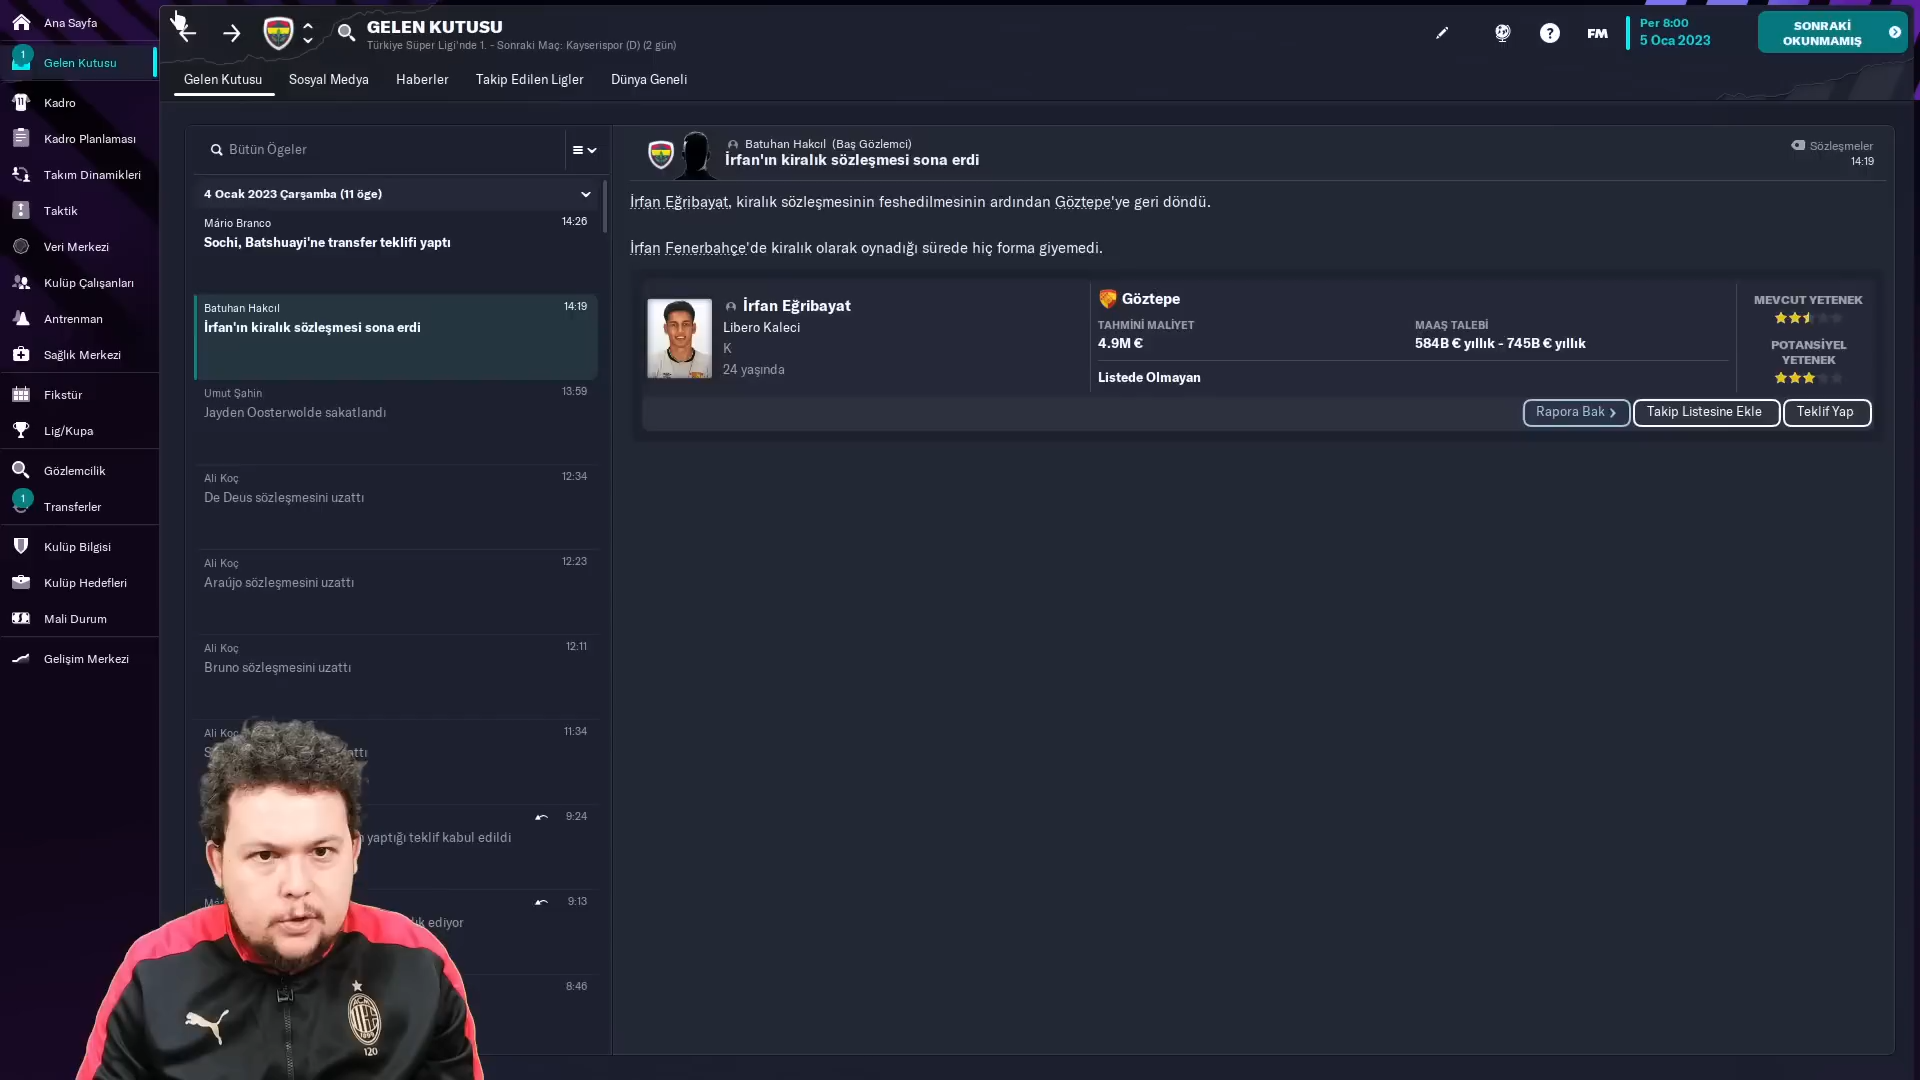 Ana Sayfa
1
Gelen Kutusu
Kadro
Kadro Planlaması
Takım Dinamikleri
Taktik
Veri Merkezi
Kulüp Çalışanları
Antrenman
Sağlık Merkezi
Fikstür
Lig/Kupa
Gözlemcilik
1
Transferler
Kulüp Bilgisi
Kulüp Hedefleri
Mali Durum
Gelişim Merkezi
GELEN KUTUSU
Türkiye Süper Ligi'nde 1. - Sonraki Maç: Kayserispor (D) (2 gün)
FM
Per 8:00
5 Oca 2023
SONRAKİ
OKUNMAMIŞ
Gelen Kutusu
Sosyal Medya
Haberler
Takip Edilen Ligler
Dünya Geneli
Bütün Ögeler
4 Ocak 2023 Çarşamba (11 öge)
Mário Branco
14:26
Sochi, Batshuayi'ne transfer teklifi yaptı
Batuhan Hakcıl
14:19
İrfan'ın kiralık sözleşmesi sona erdi
Umut Şahin
13:59
Jayden Oosterwolde sakatlandı
Ali Koç
12:34
De Deus sözleşmesini uzattı
Ali Koç
12:23
Araújo sözleşmesini uzattı
Ali Koç
12:11
Bruno sözleşmesini uzattı
Ali Koç
11:34
9:24
yaptığı teklif kabul edildi
9:13
ediyor
8:46
Batuhan Hakcıl (Baş Gözlemci)
İrfan'ın kiralık sözleşmesi sona erdi
Sözleşmeler
14:19
İrfan Eğribayat, kiralık sözleşmesinin feshedilmesinin ardından Göztepe'ye geri döndü.
İrfan Fenerbahçe'de kiralık olarak oynadığı sürede hiç forma giyemedi.
İrfan Eğribayat
Libero Kaleci
K
24 yaşında
Göztepe
TAHMİNİ MALİYET
4.9M €
MAAŞ TALEBİ
584B € yıllık - 745B € yıllık
Listede Olmayan
MEVCUT YETENEK
POTANSİYEL
YETENEK
Rapora Bak
Takip Listesine Ekle
Teklif Yap
ACM
1899
120